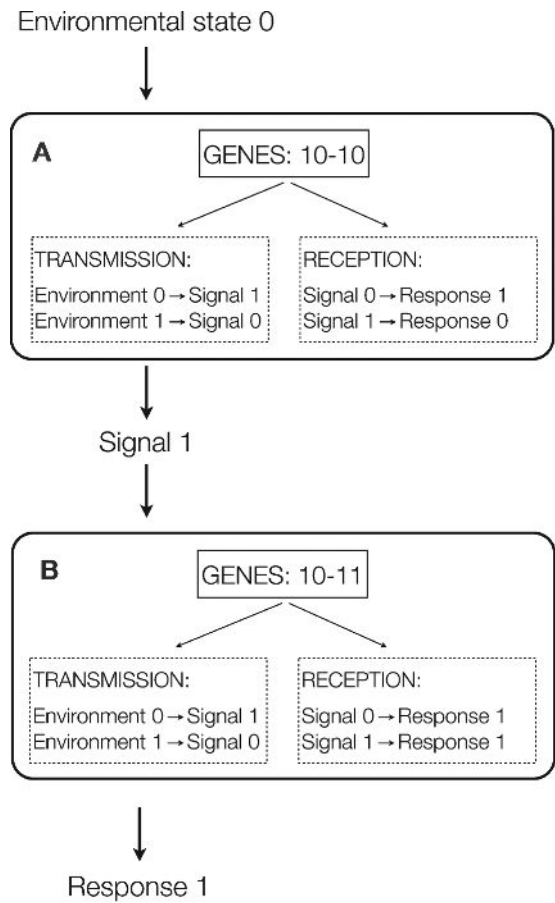 Environmental state 0
A
GENES: 10-10
TRANSMISSION:
Environment 0 → Signal 1
Environment 1 → Signal 0
RECEPTION:
Signal 0 → Response 1
Signal 1 → Response 0
Signal 1
B
GENES: 10-11
TRANSMISSION:
Environment 0 → Signal 1
Environment 1 → Signal 0
RECEPTION:
Signal 0 → Response 1
Signal 1 → Response 1
Response 1